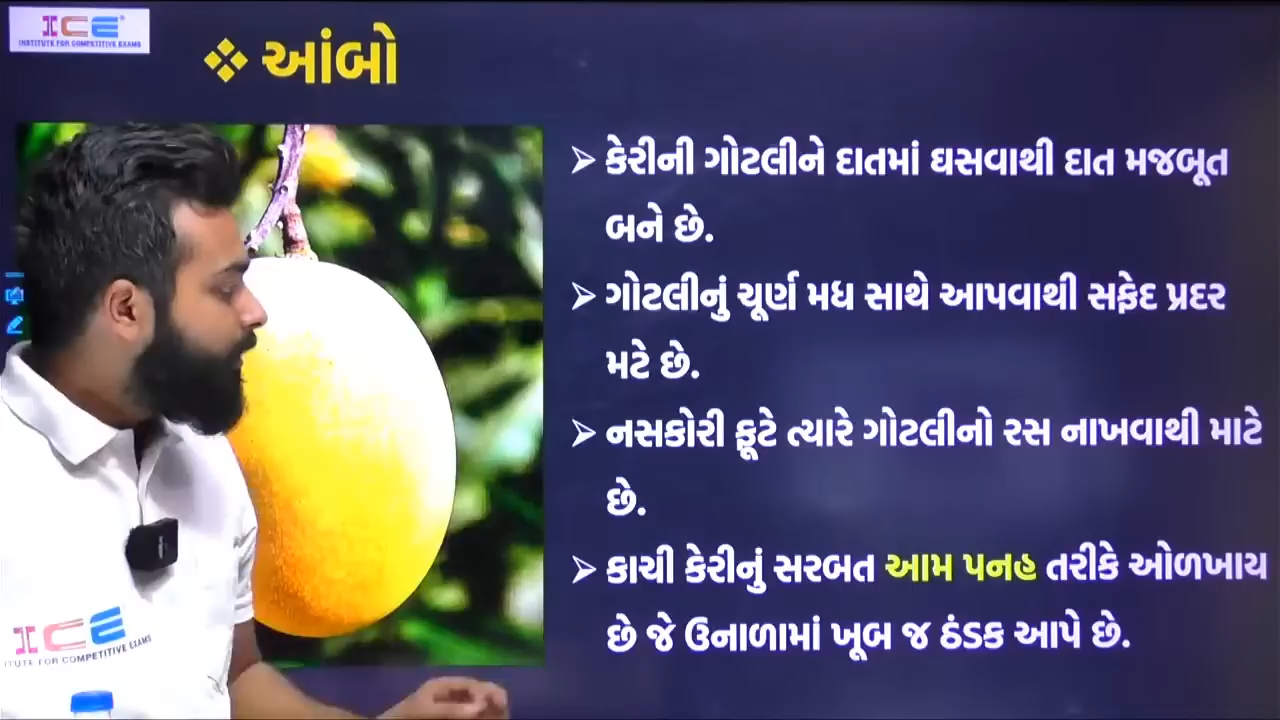 ICE
INSTITUTE FOR COMPETITIVE EXAMS
❖ આંબો
➢ કેરીની ગોટલીને દાતમાં ઘસવાથી દાત મજબૂત
બને છે.
➢ ગોટલીનું ચૂર્ણ મધ સાથે આપવાથી સફેદ પ્રદર
મટે છે.
➢ નસકોરી ફૂટે ત્યારે ગોટલીનો રસ નાખવાથી માટે
છે.
➢ કાચી કેરીનું સરબત આમ પનહ તરીકે ઓળખાય
છે જે ઉનાળામાં ખૂબ જ ઠંડક આપે છે.
ICE
ITUTE FOR COMPETITIVE EXAMS